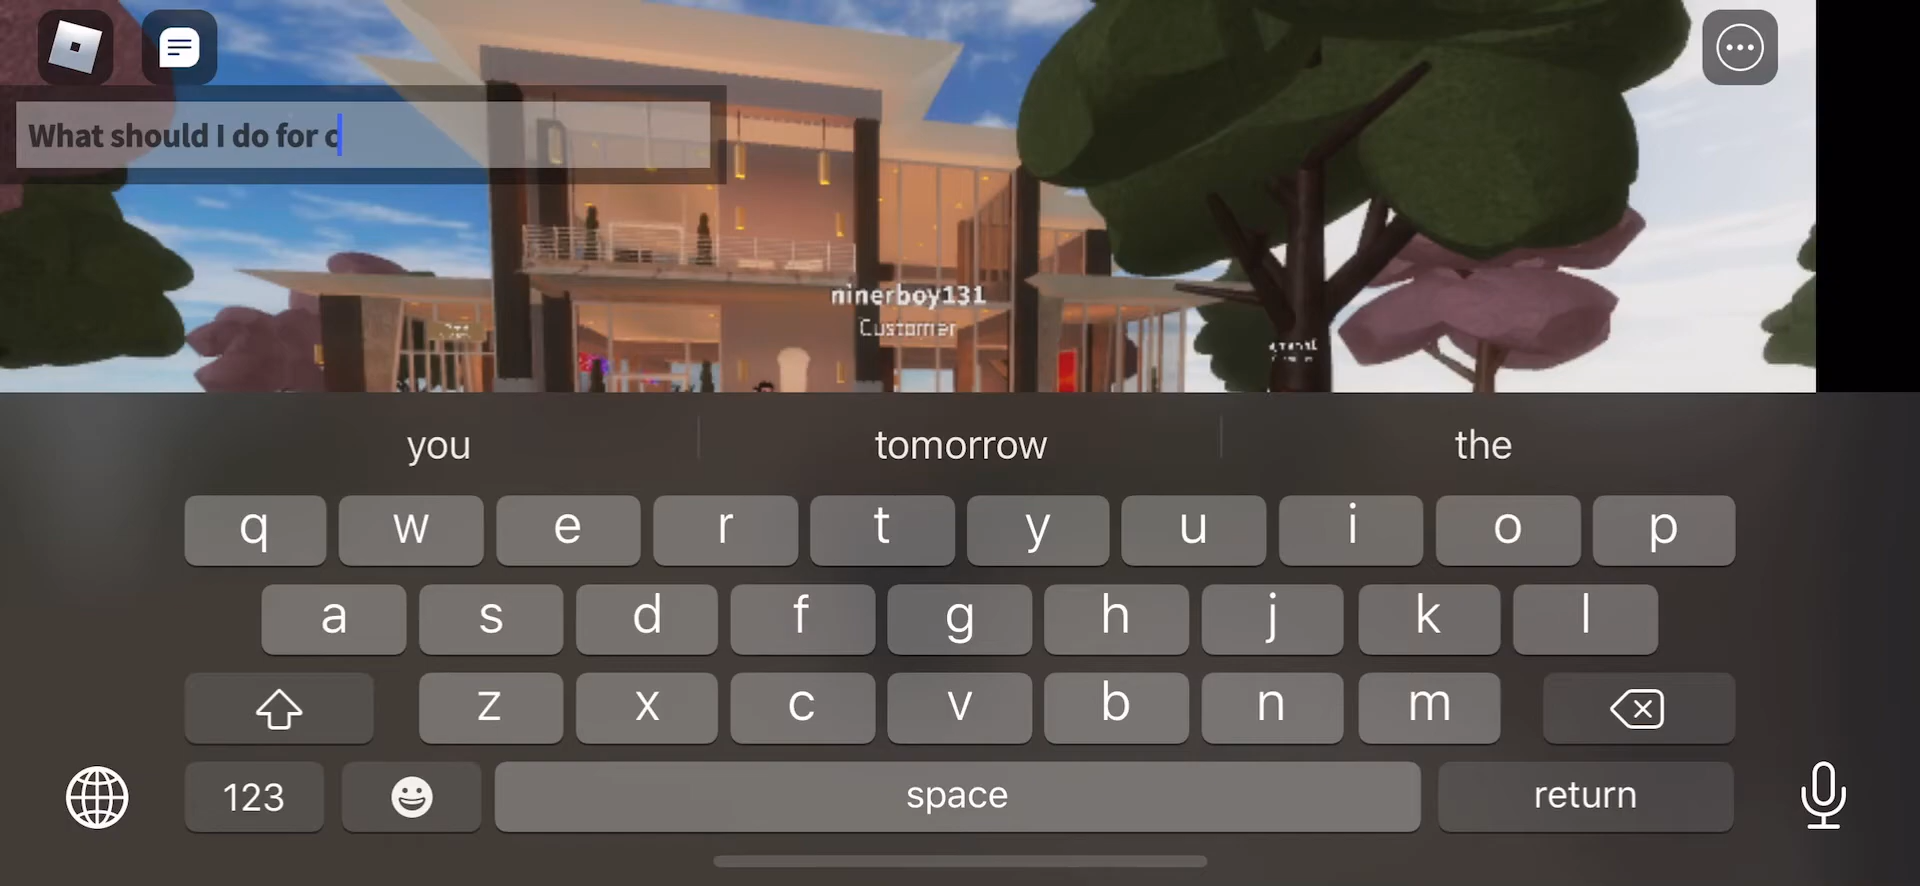 What should I do for c
ninerboy131
Customer
you tomorrow the
q w e r t y u i o p
a s d f g h j k l
z x c v b n m
123 space return